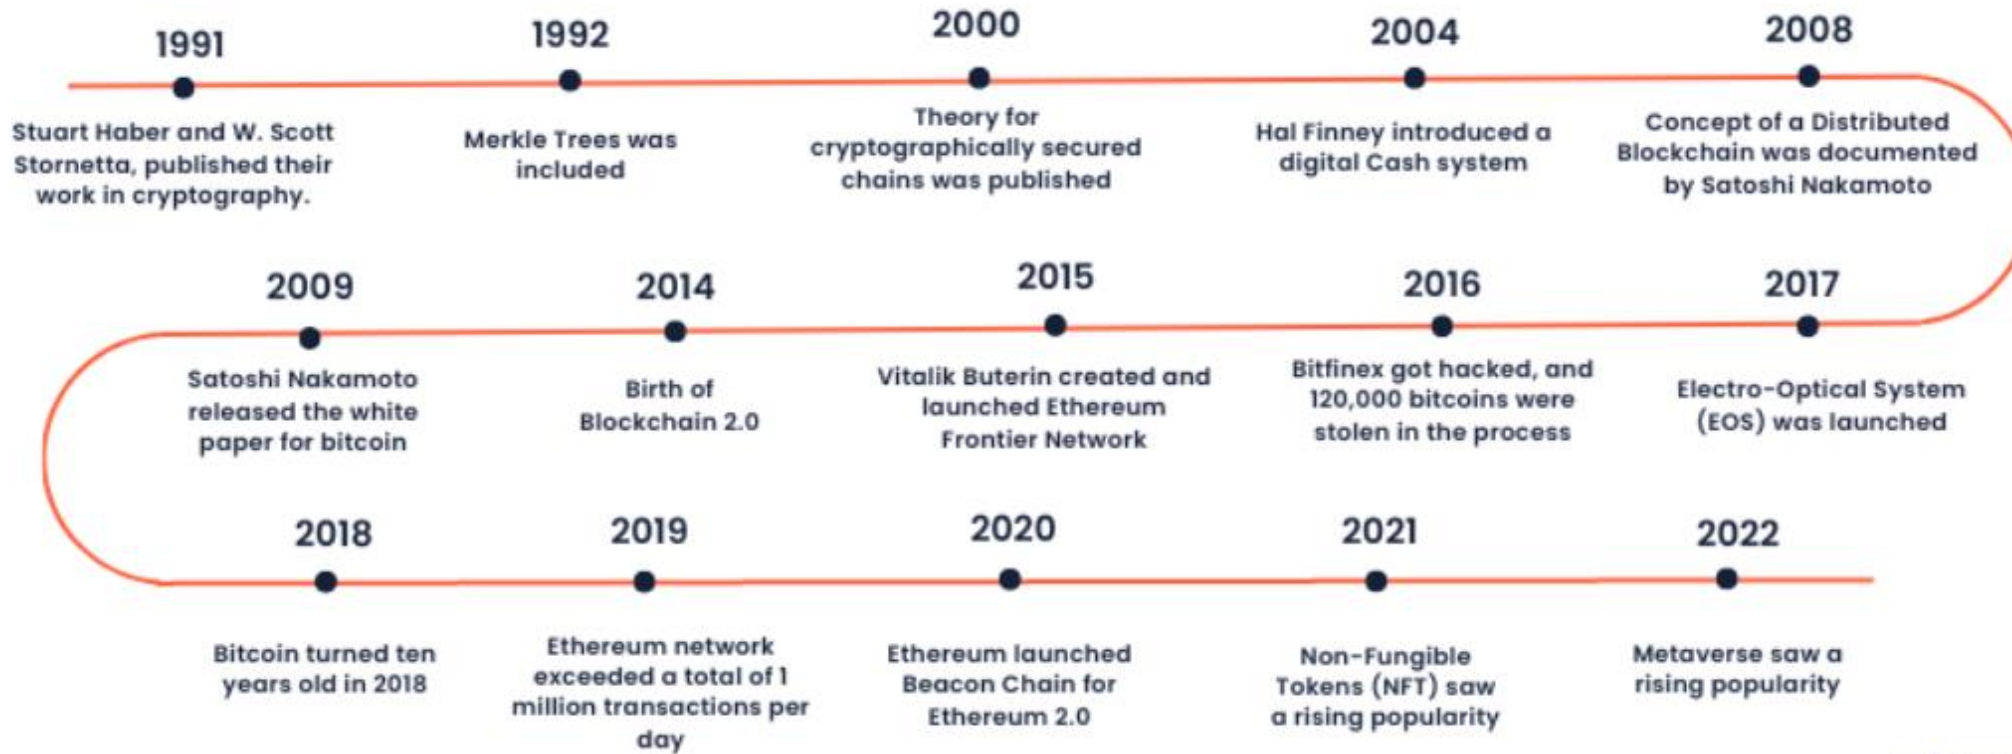 1991
Stuart Haber and W. Scott
Stornetta, published their
work in cryptography.
1992
Merkle Trees was
included
2000
Theory for
cryptographically secured
chains was published
2004
Hal Finney introduced a
digital Cash system
2008
Concept of a Distributed
Blockchain was documented
by Satoshi Nakamoto
2009
Satoshi Nakamoto
released the white
paper for bitcoin
2014
Birth of
Blockchain 2.0
2015
Vitalik Buterin created and
launched Ethereum
Frontier Network
2016
Bitfinex got hacked, and
120,000 bitcoins were
stolen in the process
2017
Electro-Optical System
(EOS) was launched
2018
Bitcoin turned ten
years old in 2018
2019
Ethereum network
exceeded a total of 1
million transactions per
day
2020
Ethereum launched
Beacon Chain for
Ethereum 2.0
2021
Non-Fungible
Tokens (NFT) saw
a rising popularity
2022
Metaverse saw a
rising popularity